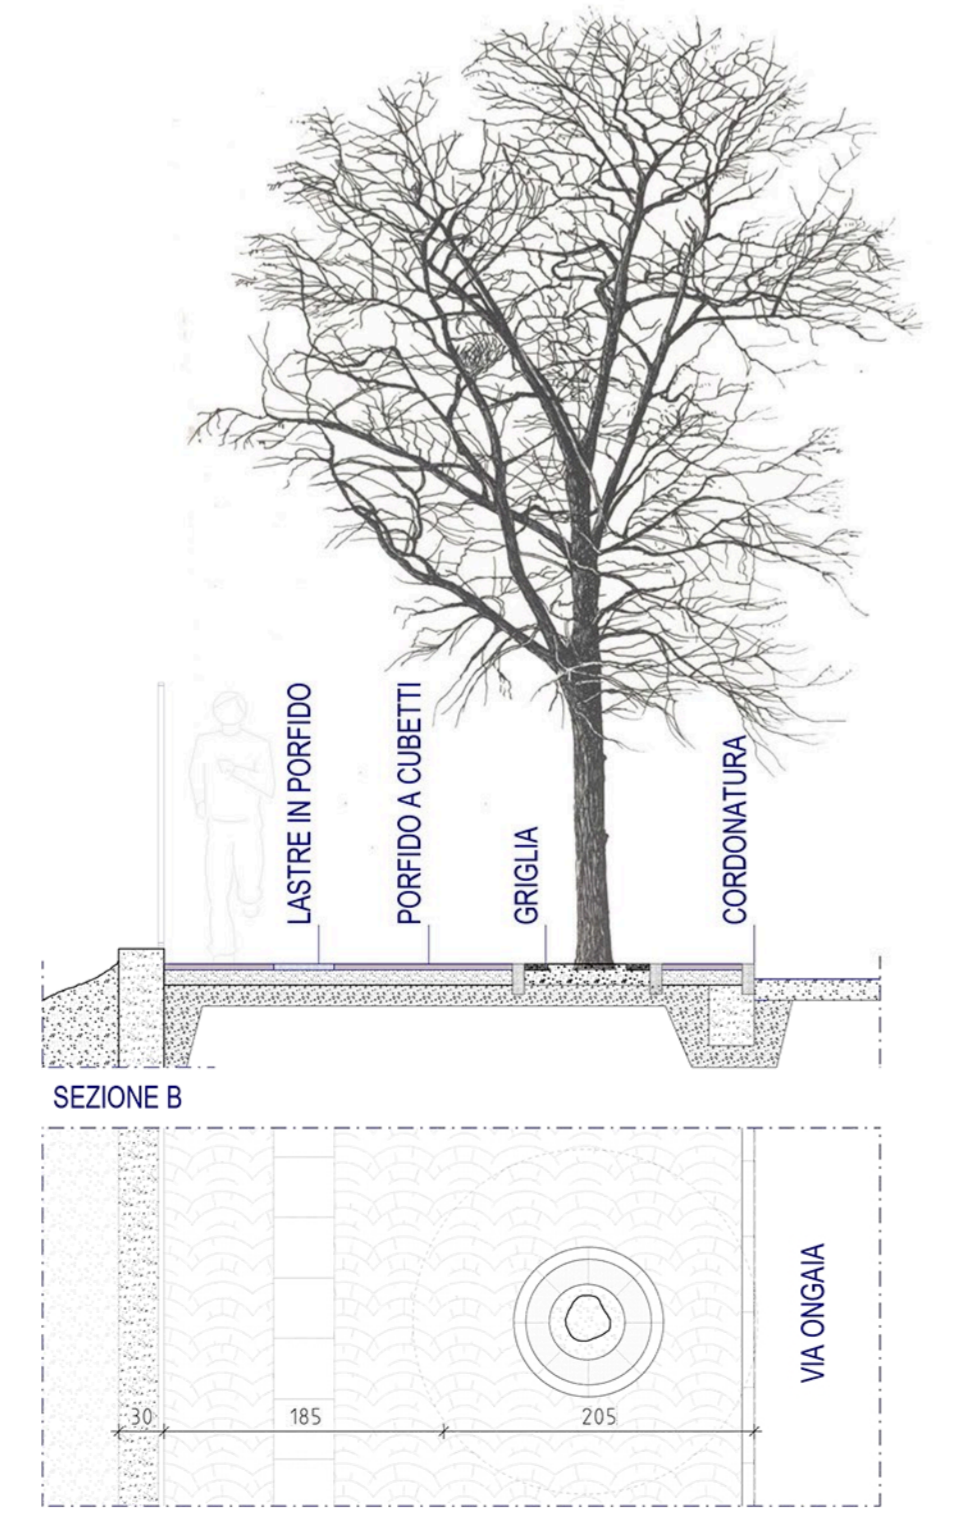 LASTRE IN PORFIDO
PORFIDO A CUBETTI
GRIGLIA
CORDONATURA
SEZIONE B
VIA ONGAIA
30
185
205